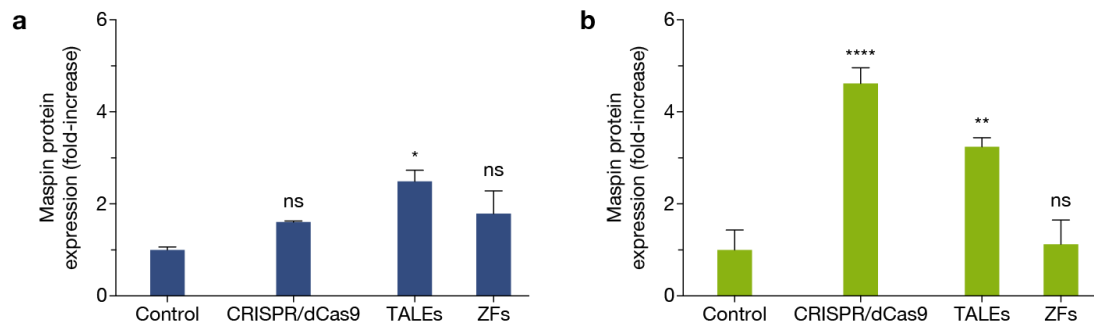 a
Maspin protein
expression (fold-increase)
6
4
2
0
ns
*
ns
Control
CRISPR/dCas9
TALEs
ZFs
b
Maspin protein
expression (fold-increase)
6
4
2
0
****
**
ns
Control
CRISPR/dCas9
TALEs
ZFs